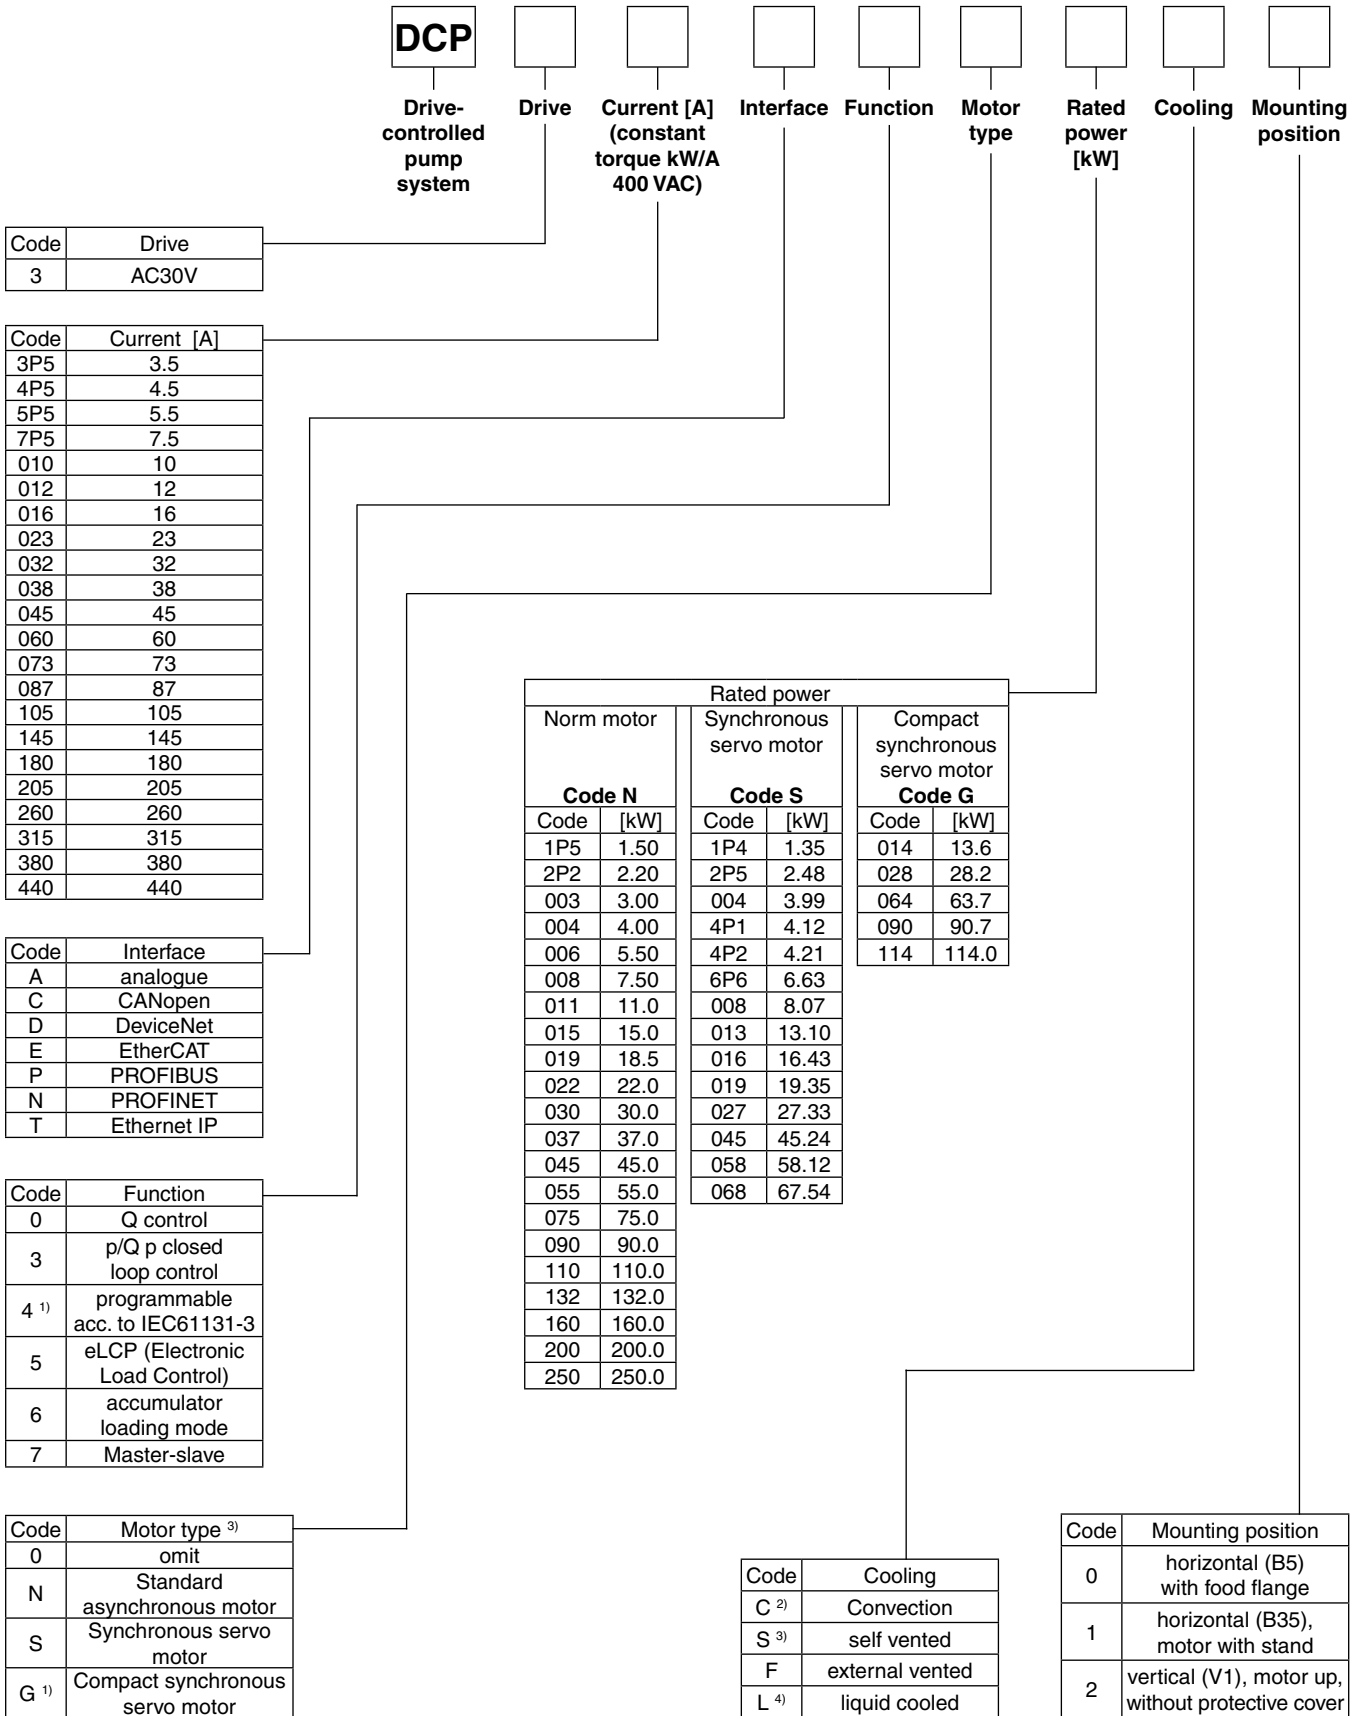 DCP
Drive-
controlled
pump
system
Drive
Current [A]
(constant
torque kW/A
400 VAC)
Interface
Function
Motor
type
Rated
power
[kW]
Cooling
Mounting
position
Code Drive
3 AC30V
Code Current [A]
3P5 3.5
4P5 4.5
5P5 5.5
7P5 7.5
010 10
012 12
016 16
023 23
032 32
038 38
045 45
060 60
073 73
087 87
105 105
145 145
180 180
205 205
260 260
315 315
380 380
440 440
Code Interface
A analogue
C CANopen
D DeviceNet
E EtherCAT
P PROFIBUS
N PROFINET
T Ethernet IP
Code Function
0 Q control
3 p/Q p closed
loop control
4 1) programmable
acc. to IEC61131-3
5 eLCP (Electronic
Load Control)
6 accumulator
loading mode
7 Master-slave
Code Motor type 3)
0 omit
N Standard
asynchronous motor
S Synchronous servo
motor
G 1) Compact synchronous
servo motor
Rated power
Norm motor
Code N
Code [kW]
1P5 1.50
2P2 2.20
003 3.00
004 4.00
006 5.50
008 7.50
011 11.0
015 15.0
019 18.5
022 22.0
030 30.0
037 37.0
045 45.0
055 55.0
075 75.0
090 90.0
110 110.0
132 132.0
160 160.0
200 200.0
250 250.0
Synchronous
servo motor
Code S
Code [kW]
1P4 1.35
2P5 2.48
004 3.99
4P1 4.12
4P2 4.21
6P6 6.63
008 8.07
013 13.10
016 16.43
019 19.35
027 27.33
045 45.24
058 58.12
068 67.54
Compact
synchronous
servo motor
Code G
Code [kW]
014 13.6
028 28.2
064 63.7
090 90.7
114 114.0
Code Cooling
C 2) Convection
S 3) self vented
F external vented
L 4) liquid cooled
Code Mounting position
0 horizontal (B5)
with food flange
1 horizontal (B35),
motor with stand
2 vertical (V1), motor up,
without protective cover